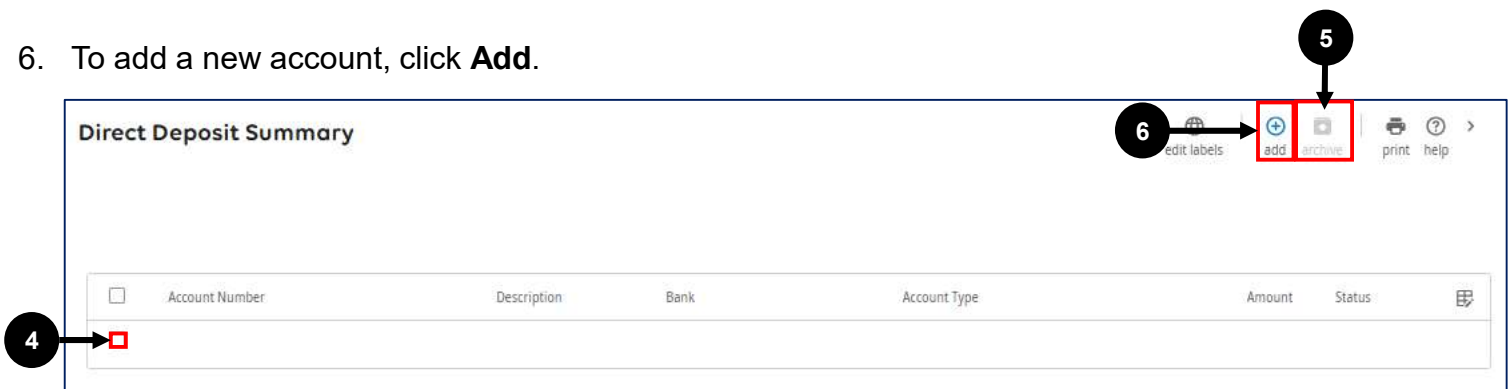 5
6. To add a new account, click Add.
Direct Deposit Summary
6
edit labels
add
archive
print
help
Account Number Description Bank Account Type Amount Status
4